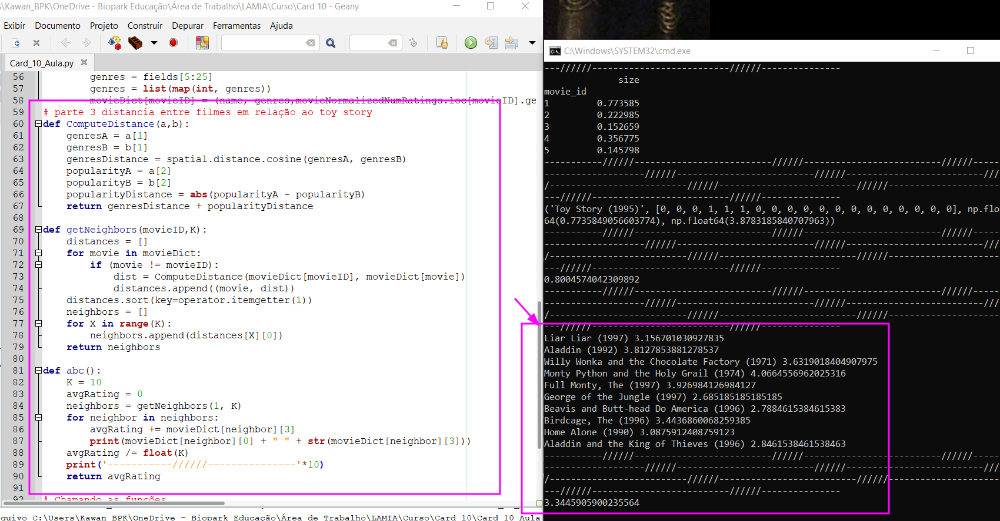 s\Kawan_BPK\OneDrive - Biopark Educação\Área de Trabalho\LAMIA\Curso\Card 10 - Geany
Exibir Documento Projeto Construir Depurar Ferramentas Ajuda
Card_10_Aula.py
56 genres = fields[5:25]
57 genres = list(map(int, genres))
58 movieDict[movieID] = (name, genres,movieNormalizedNumRatings.loc[movieID].ge
59 # parte 3 distancia entre filmes em relação ao toy story
60 def ComputeDistance(a,b):
61 genresA = a[1]
62 genresB = b[1]
63 genresDistance = spatial.distance.cosine(genresA, genresB)
64 popularityA = a[2]
65 popularityB = b[2]
66 popularityDistance = abs(popularityA - popularityB)
67 return genresDistance + popularityDistance
68
69 def getNeighbors(movieID,K):
70 distances = []
71 for movie in movieDict:
72 if (movie != movieID):
73 dist = ComputeDistance(movieDict[movieID], movieDict[movie])
74 distances.append((movie, dist))
75 distances.sort(key=operator.itemgetter(1))
76 neighbors = []
77 for X in range(K):
78 neighbors.append(distances[X][0])
79 return neighbors
80
81 def abc():
82 K = 10
83 avgRating = 0
84 neighbors = getNeighbors(1, K)
85 for neighbor in neighbors:
86 avgRating += movieDict[neighbor][3]
87 print(movieDict[neighbor][0] + " " + str(movieDict[neighbor][3]))
88 avgRating /= float(K)
89 print('-----------//////---------------'*10)
90 return avgRating
91
92 # Chamando as funções
quivo C:\Users\Kawan_BPK\OneDrive - Biopark Educação\Área de Trabalho\LAMIA\Curso\Card 10\Card 10 Aula
C:\Windows\SYSTEM32\cmd.exe
---//////--------------------------//////---------------
size
movie_id
1 0.773585
2 0.222985
3 0.152659
4 0.356775
5 0.145798
-----------//////--------------------------//////--------------------------//////-----
-------------------//////--------------------------//////--------------------------///
/--------------------------//////--------------------------//////---------------------
---//////--------------------------//////---------------
('Toy Story (1995)', [0, 0, 0, 1, 1, 1, 0, 0, 0, 0, 0, 0, 0, 0, 0, 0, 0, 0, 0], np.flo
64(0.7735849056603774), np.float64(3.8783185840707963))
-----------//////--------------------------//////--------------------------//////-----
-------------------//////--------------------------//////--------------------------///
/--------------------------//////--------------------------//////---------------------
---//////--------------------------//////---------------
0.8004574042309892
-----------//////--------------------------//////--------------------------//////-----
-------------------//////--------------------------//////--------------------------///
/--------------------------//////--------------------------//////---------------------
---//////--------------------------//////---------------
Liar Liar (1997) 3.156701030927835
Aladdin (1992) 3.8127853881278537
Willy Wonka and the Chocolate Factory (1971) 3.6319018404907975
Monty Python and the Holy Grail (1974) 4.0664556962025316
Full Monty, The (1997) 3.926984126984127
George of the Jungle (1997) 2.685185185185185
Beavis and Butt-head Do America (1996) 2.7884615384615383
Birdcage, The (1996) 3.4436860068259385
Home Alone (1990) 3.0875912408759123
Aladdin and the King of Thieves (1996) 2.8461538461538463
-----------//////--------------------------//////--------------------------//////-----
-------------------//////--------------------------//////--------------------------///
/--------------------------//////--------------------------//////---------------------
---//////--------------------------//////---------------
3.3445905900235564